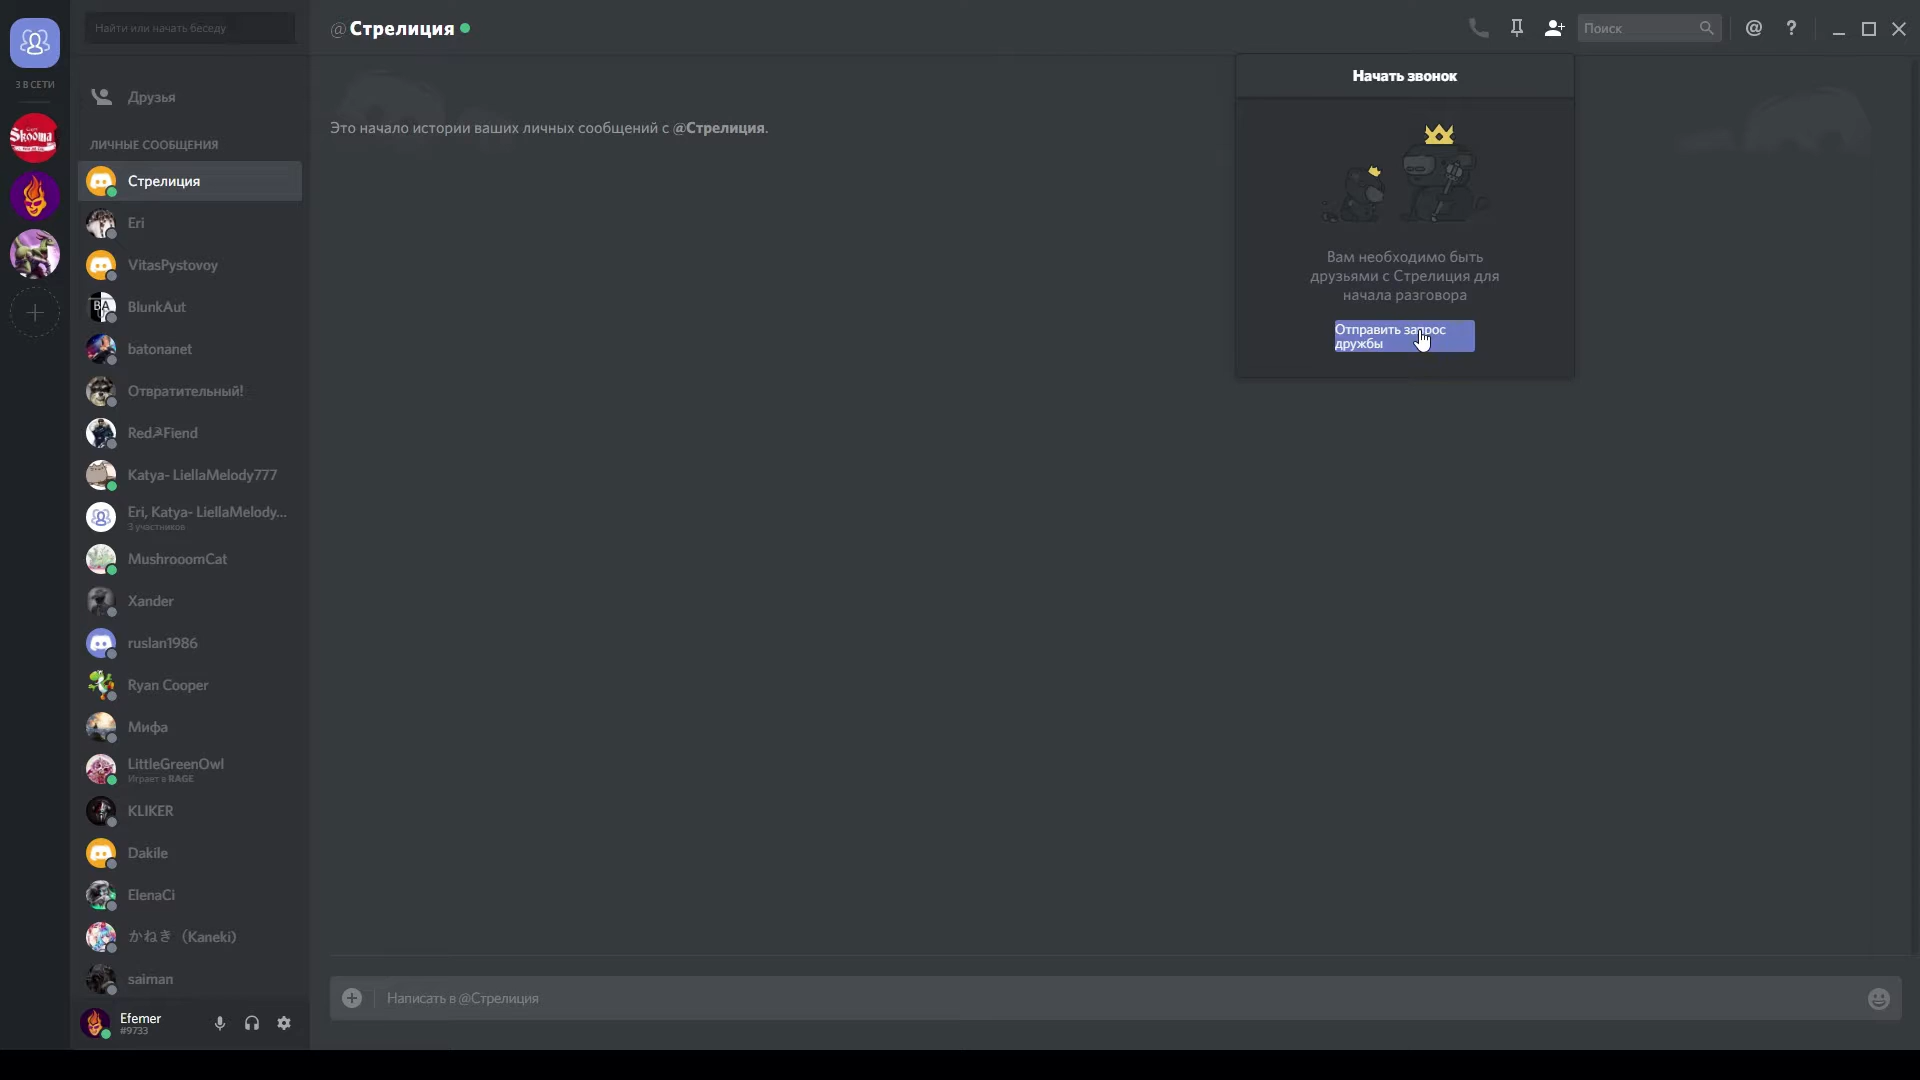 Найти или начать беседу
3 В СЕТИ
Skooma
Друзья
ЛИЧНЫЕ СООБЩЕНИЯ
Стрелиция
Eri
VitasPystovoy
BlunkAut
batonanet
Отвратительный!
Red☭Fiend
Katya- LiellaMelody777
Eri, Katya- LiellaMelody...
3 участников
MushrooomCat
Xander
ruslan1986
Ryan Cooper
Мифа
LittleGreenOwl
Играет в RAGE
KLIKER
Dakile
ElenaCi
かねき (Kaneki)
saiman
Efemer
#9733
@Стрелиция
Поиск
Это начало истории ваших личных сообщений с @Стрелиция.
Начать звонок
Вам необходимо быть
друзьями с Стрелиция для
начала разговора
Отправить запрос
дружбы
Написать в @Стрелиция